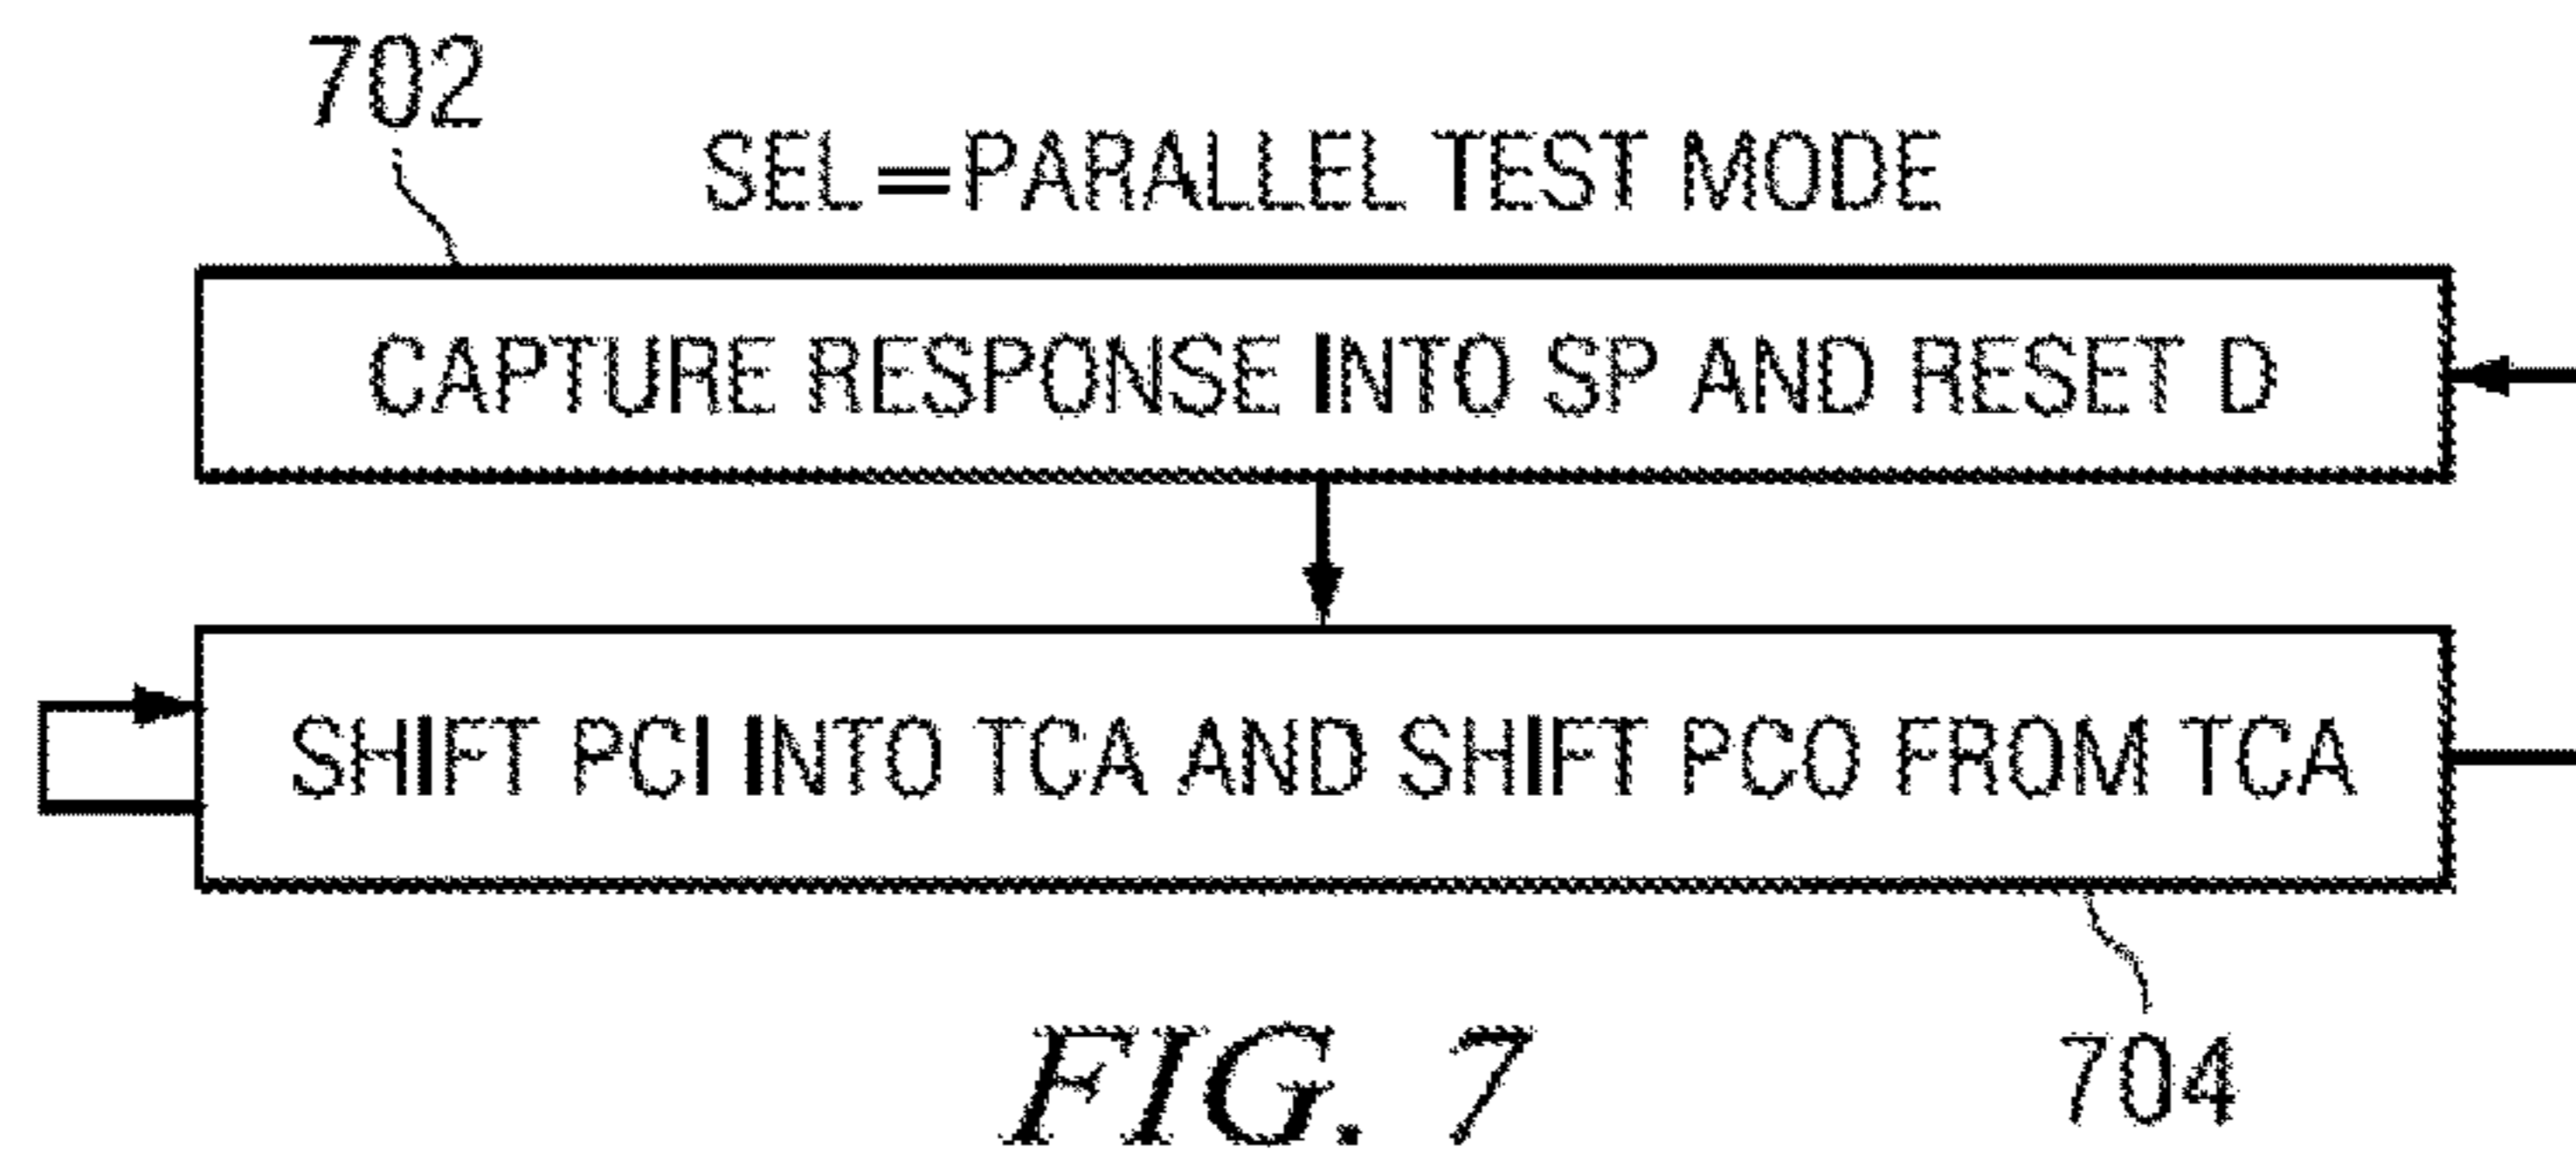 702
SEL=PARALLEL TEST MODE
CAPTURE RESPONSE INTO SP AND RESET D
SHIFT PCI INTO TCA AND SHIFT PCO FROM TCA
704
FIG. 7